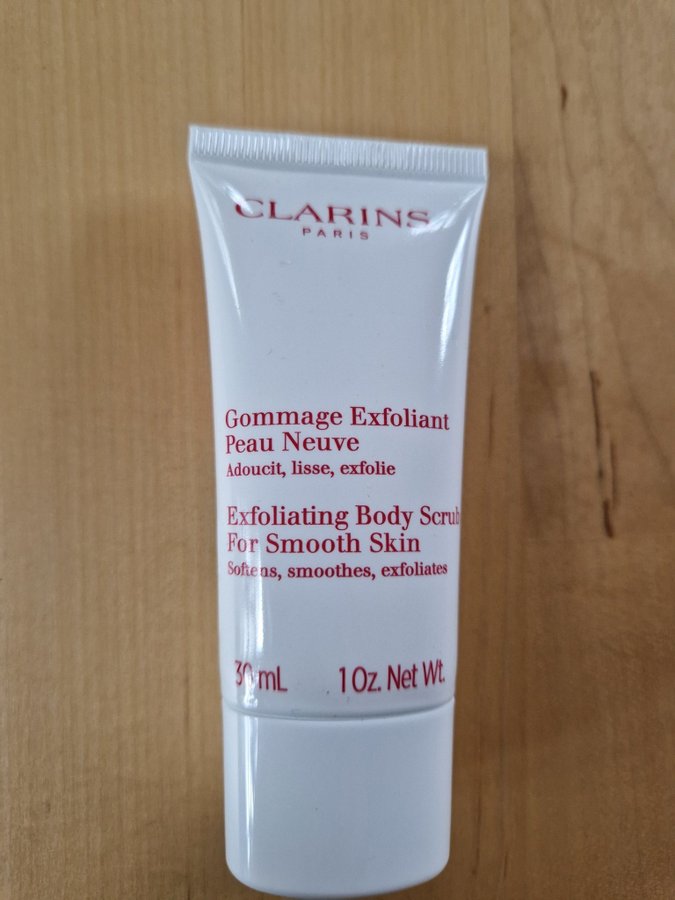 CLARINS
PARIS
Gommage Exfoliant
Peau Neuve
Adoucit, lisse, exfolie
Exfoliating Body Scrub
For Smooth Skin
Softens, smoothes, exfoliates
30 mL 1 Oz. Net Wt.